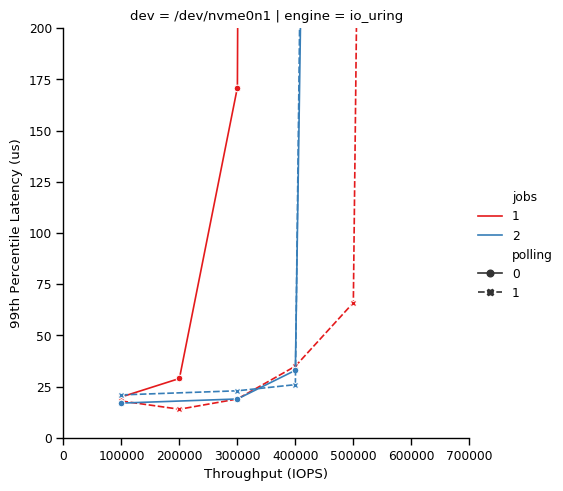 dev = /dev/nvme0n1 | engine = io_uring
200
175
150
125
100
75
50
25
0
99th Percentile Latency (us)
0 100000 200000 300000 400000 500000 600000 700000
Throughput (IOPS)
jobs
1
2
polling
0
1